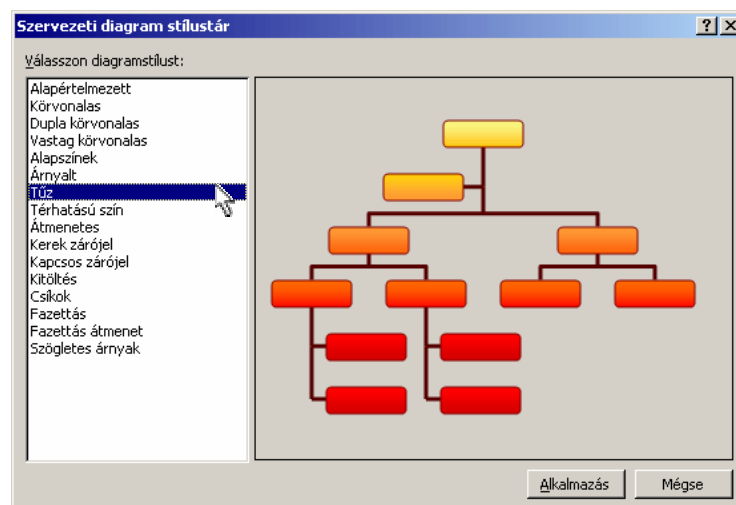 Szervezeti diagram stílustár
Válasszon diagramstílust:
Alapértelmezett
Körvonalas
Dupla körvonalas
Vastag körvonalas
Alapszínek
Árnyalt
Tűz
Térhatású szín
Átmenetes
Kerek zárójel
Kapcsos zárójel
Kitöltés
Csíkok
Fazettás
Fazettás átmenet
Szögletes árnyak
Alkalmazás
Mégse